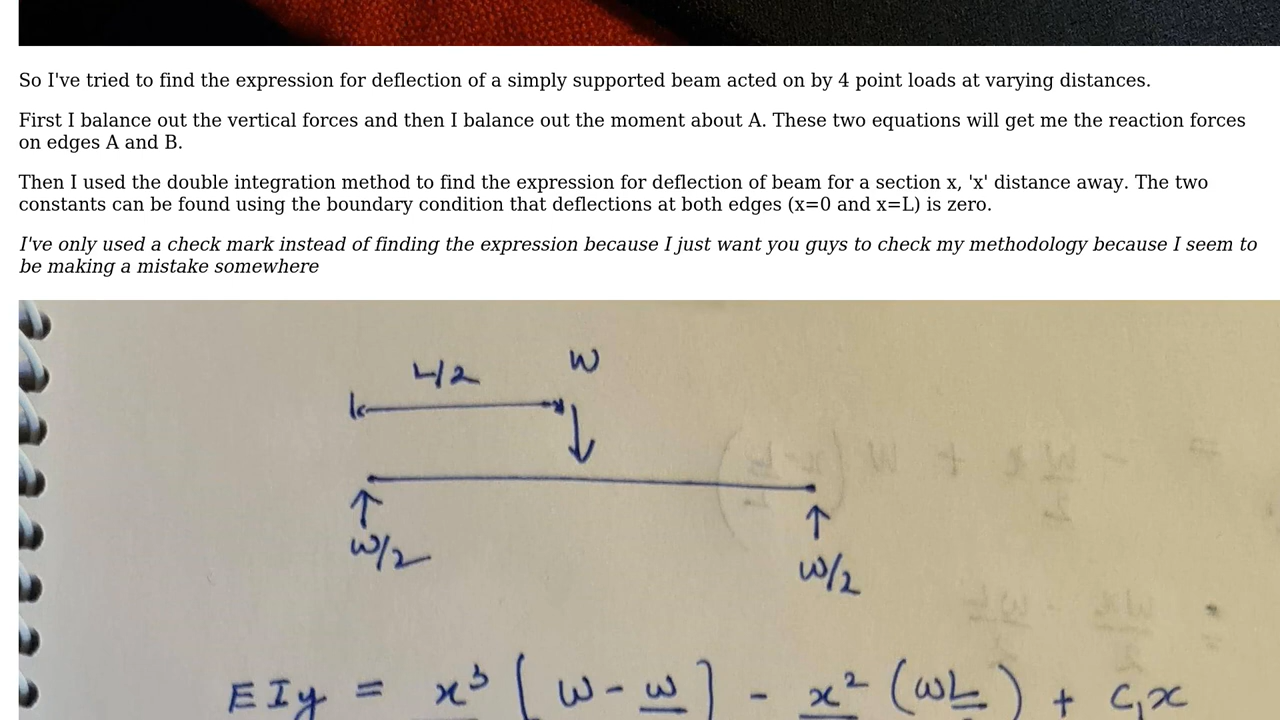 So I've tried to find the expression for deflection of a simply supported beam acted on by 4 point loads at varying distances.
First I balance out the vertical forces and then I balance out the moment about A. These two equations will get me the reaction forces
on edges A and B.
Then I used the double integration method to find the expression for deflection of beam for a section x, 'x' distance away. The two
constants can be found using the boundary condition that deflections at both edges (x=0 and x=L) is zero.
I've only used a check mark instead of finding the expression because I just want you guys to check my methodology because I seem to
be making a mistake somewhere
L/2 W
W/2 W/2
EIy = x³ [ W - W ] - x² (WL) + C₁x